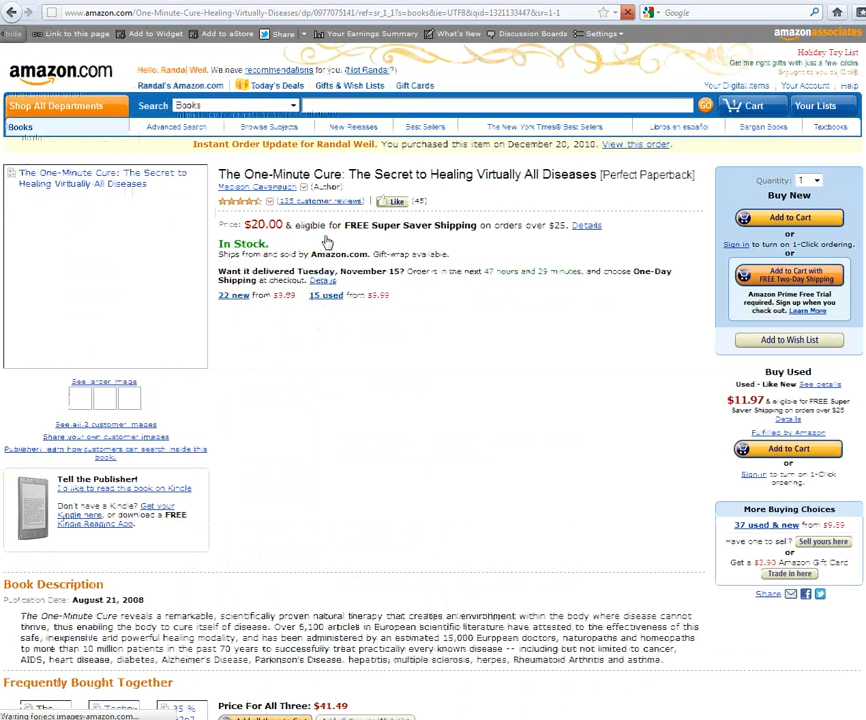 www.amazon.com/One-Minute-Cure-Healing-Virtually-Diseases/dp/0977075141/ref=sr_1_1?s=books&ie=UTF8&qid=1321133447&sr=1-1
Google
hide
Link to this page
Add to Widget
Add to aStore
Share
Your Earnings Summary
What's New
Discussion Boards
Settings
amazonassociates
Holiday Toy List
Get the right gifts with just a few clicks
Brought to you by
amazon.com
Hello, Randal Weil. We have recommendations for you. (Not Randal?)
Randal's Amazon.com
Today's Deals
Gifts & Wish Lists
Gift Cards
Your Digital Items
Your Account
Help
Shop All Departments
Search
Books
GO
Cart
Your Lists
Books
Advanced Search
Browse Subjects
New Releases
Best Sellers
The New York Times® Best Sellers
Libros en español
Bargain Books
Textbooks
Instant Order Update for Randal Weil. You purchased this item on December 20, 2010. View this order.
The One-Minute Cure: The Secret to
Healing Virtually All Diseases
See larger image
See all 2 customer images
Share your own customer images
Publisher: learn how customers can search inside this
book.
Tell the Publisher!
I'd like to read this book on Kindle
Don't have a Kindle? Get your
Kindle here, or download a FREE
Kindle Reading App.
The One-Minute Cure: The Secret to Healing Virtually All Diseases [Perfect Paperback]
Madison Cavanaugh (Author)
(125 customer reviews)
Like (45)
Price: $20.00 & eligible for FREE Super Saver Shipping on orders over $25. Details
In Stock.
Ships from and sold by Amazon.com. Gift-wrap available.
Want it delivered Tuesday, November 15? Order it in the next 47 hours and 29 minutes, and choose One-Day
Shipping at checkout. Details
22 new from $9.99 15 used from $9.99
Quantity: 1
Buy New
Add to Cart
or
Sign in to turn on 1-Click ordering.
or
Add to Cart with
FREE Two-Day Shipping
Amazon Prime Free Trial
required. Sign up when you
check out. Learn More
Add to Wish List
Buy Used
Used - Like New See details
$11.97 & eligible for FREE Super
Saver Shipping on orders over $25
Details
Fulfilled by Amazon
Add to Cart
or
Sign in to turn on 1-Click
ordering.
More Buying Choices
37 used & new from $9.99
Have one to sell? Sell yours here
or
Get a $3.90 Amazon Gift Card
Trade in here
Share
Book Description
Publication Date: August 21, 2008
The One-Minute Cure reveals a remarkable, scientifically proven natural therapy that creates an environment within the body where disease cannot
thrive, thus enabling the body to cure itself of disease. Over 6,100 articles in European scientific literature have attested to the effectiveness of this
safe, inexpensive and powerful healing modality, and has been administered by an estimated 15,000 European doctors, naturopaths and homeopaths
to more than 10 million patients in the past 70 years to successfully treat practically every known disease -- including but not limited to cancer,
AIDS, heart disease, diabetes, Alzheimer's Disease, Parkinson's Disease, hepatitis, multiple sclerosis, herpes, Rheumatoid Arthritis and asthma.
Frequently Bought Together
The
Techni
35 %
Price For All Three: $41.49